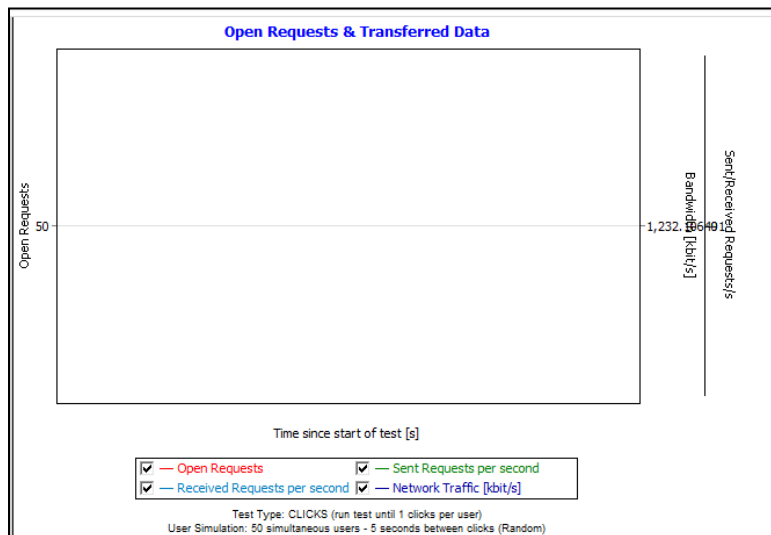 Open Requests & Transferred Data
Open Requests
50
Bandwidth [kbit/s]
Sent/Received Requests/s
Time since start of test [s]
Open Requests
Sent Requests per second
Received Requests per second
Network Traffic [kbit/s]
Test Type: CLICKS (run test until 1 clicks per user)
User Simulation: 50 simultaneous users - 5 seconds between clicks (Random)